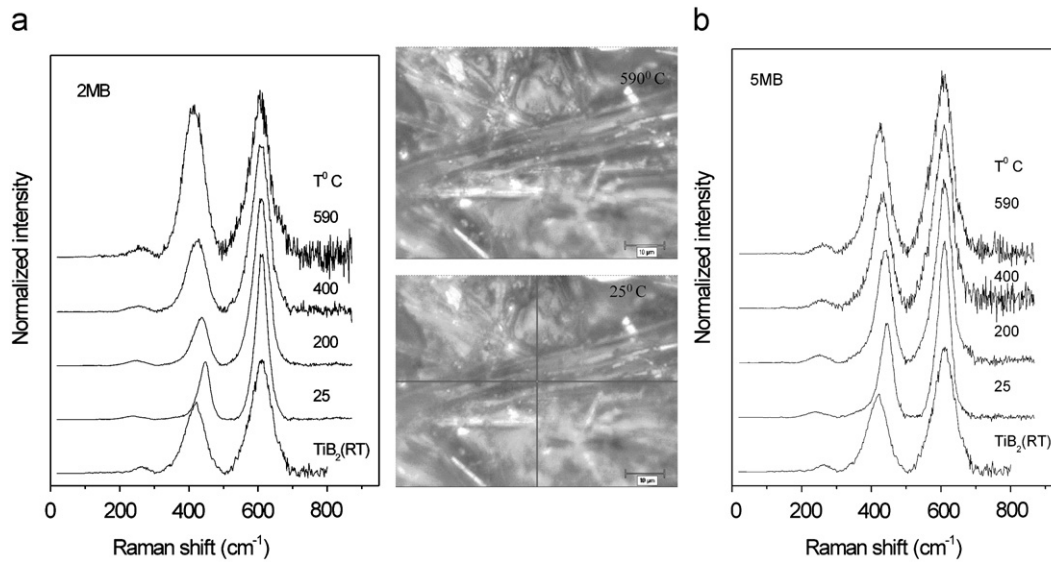 a
2MB
T⁰ C
590
400
200
25
TiB₂(RT)
Normalized intensity
0 200 400 600 800
Raman shift (cm⁻¹)
590⁰ C
10 µm
25⁰ C
10 µm
b
5MB
T⁰ C
590
400
200
25
TiB₂(RT)
Normalized intensity
0 200 400 600 800
Raman shift (cm⁻¹)